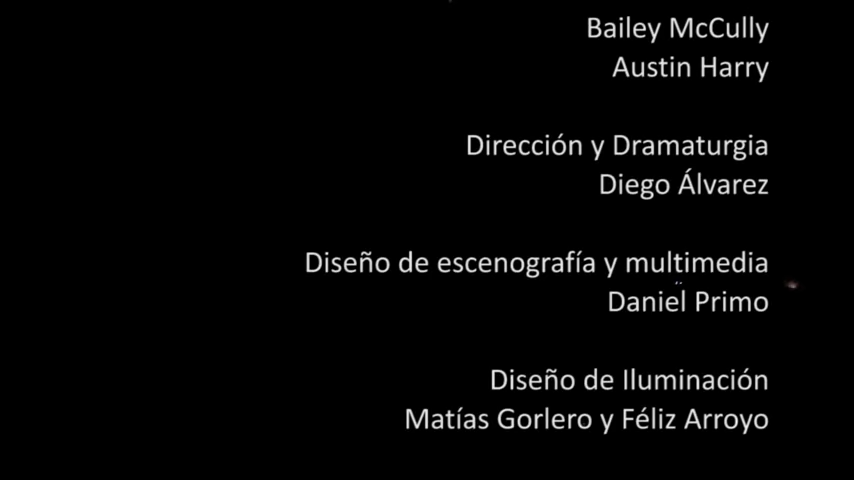 Bailey McCully
Austin Harry
Dirección y Dramaturgia
Diego Álvarez
Diseño de escenografía y multimedia
Daniel Primo
Diseño de Iluminación
Matías Gorlero y Féliz Arroyo